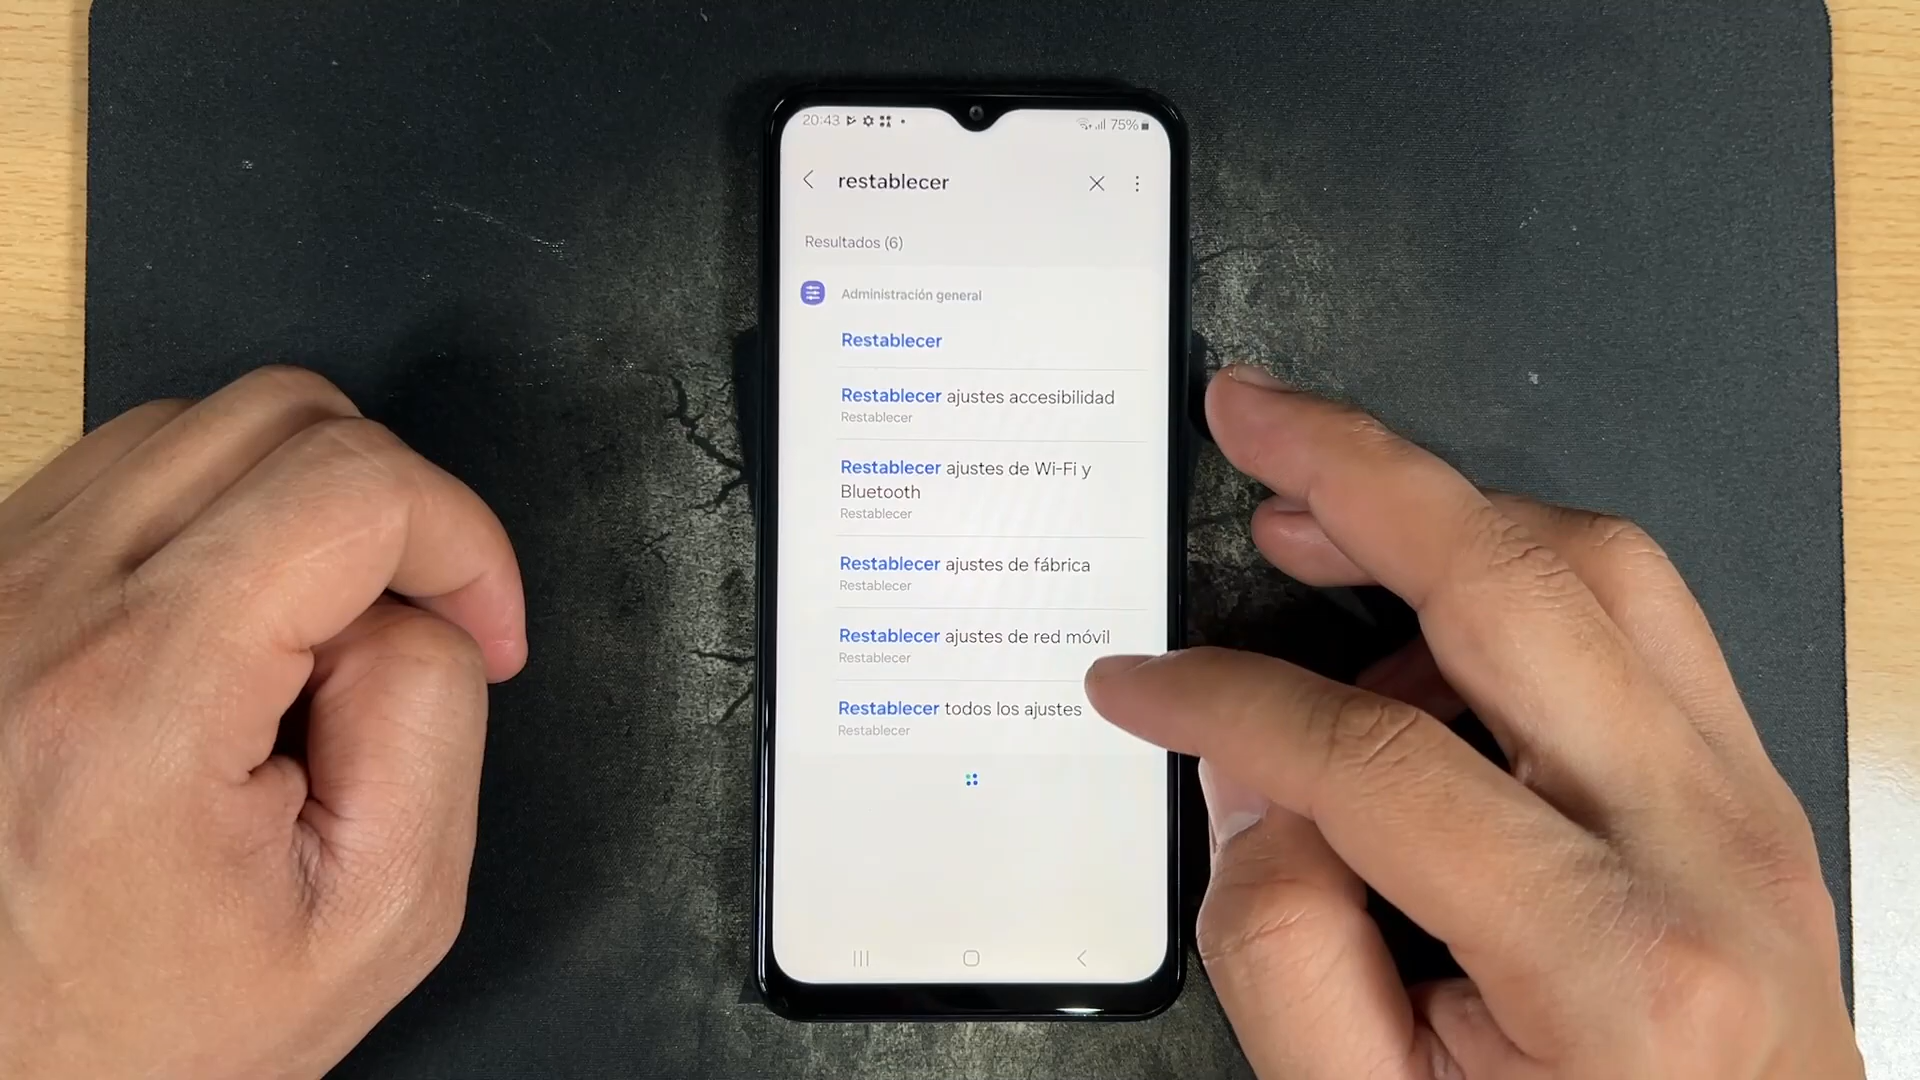 20:43 75%
restablecer
Resultados (6)
Administración general
Restablecer
Restablecer ajustes accesibilidad
Restablecer
Restablecer ajustes de Wi-Fi y
Bluetooth
Restablecer
Restablecer ajustes de fábrica
Restablecer
Restablecer ajustes de red móvil
Restablecer
Restablecer todos los ajustes
Restablecer